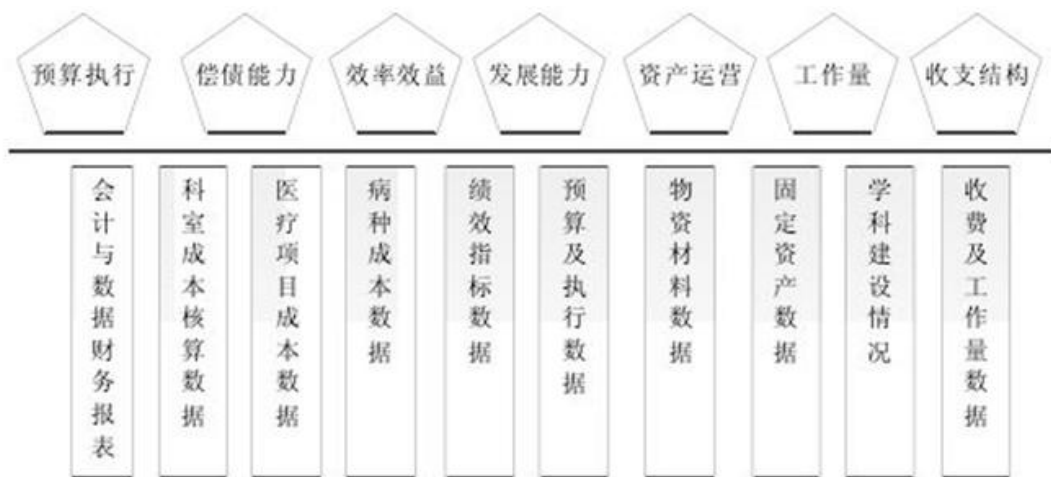 预算执行
偿债能力
效率效益
发展能力
资产运营
工作量
收支结构
会计与数据财务报表
科室成本核算数据
医疗项目成本数据
病种成本数据
绩效指标数据
预算及执行数据
物资材料数据
固定资产数据
学科建设情况
收费及工作量数据